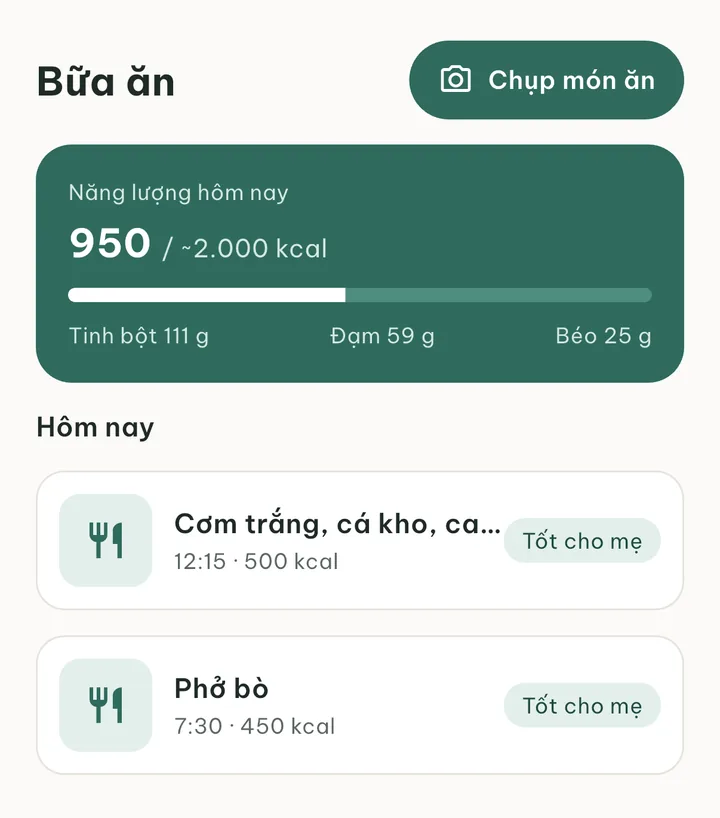 Bữa ăn
Chụp món ăn
Năng lượng hôm nay
950 / ~2.000 kcal
Tinh bột 111 g
Đạm 59 g
Béo 25 g
Hôm nay
Cơm trắng, cá kho, ca...
12:15 · 500 kcal
Tốt cho mẹ
Phở bò
7:30 · 450 kcal
Tốt cho mẹ